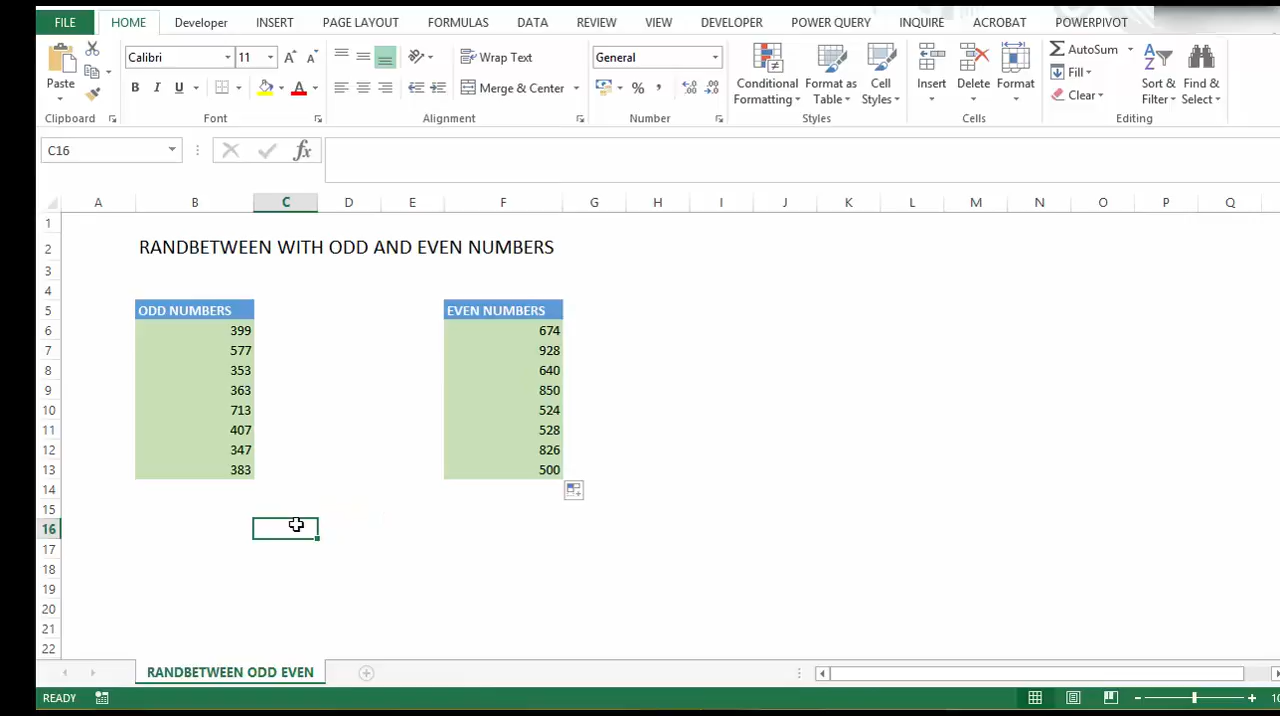 FILE HOME Developer INSERT PAGE LAYOUT FORMULAS DATA REVIEW VIEW DEVELOPER POWER QUERY INQUIRE ACROBAT POWERPIVOT
Paste
Clipboard
Calibri 11
B I U
Font
Wrap Text
Merge & Center
Alignment
General
%
Number
Conditional Formatting
Format as Table
Cell Styles
Styles
Insert Delete Format
Cells
AutoSum
Fill
Clear
Sort & Filter
Find & Select
Editing
C16 fx
A B C D E F G H I J K L M N O P Q
1
2 RANDBETWEEN WITH ODD AND EVEN NUMBERS
3
4
5 ODD NUMBERS EVEN NUMBERS
6 399 674
7 577 928
8 353 640
9 363 850
10 713 524
11 407 528
12 347 826
13 383 500
14
15
16
17
18
19
20
21
22
RANDBETWEEN ODD EVEN
READY